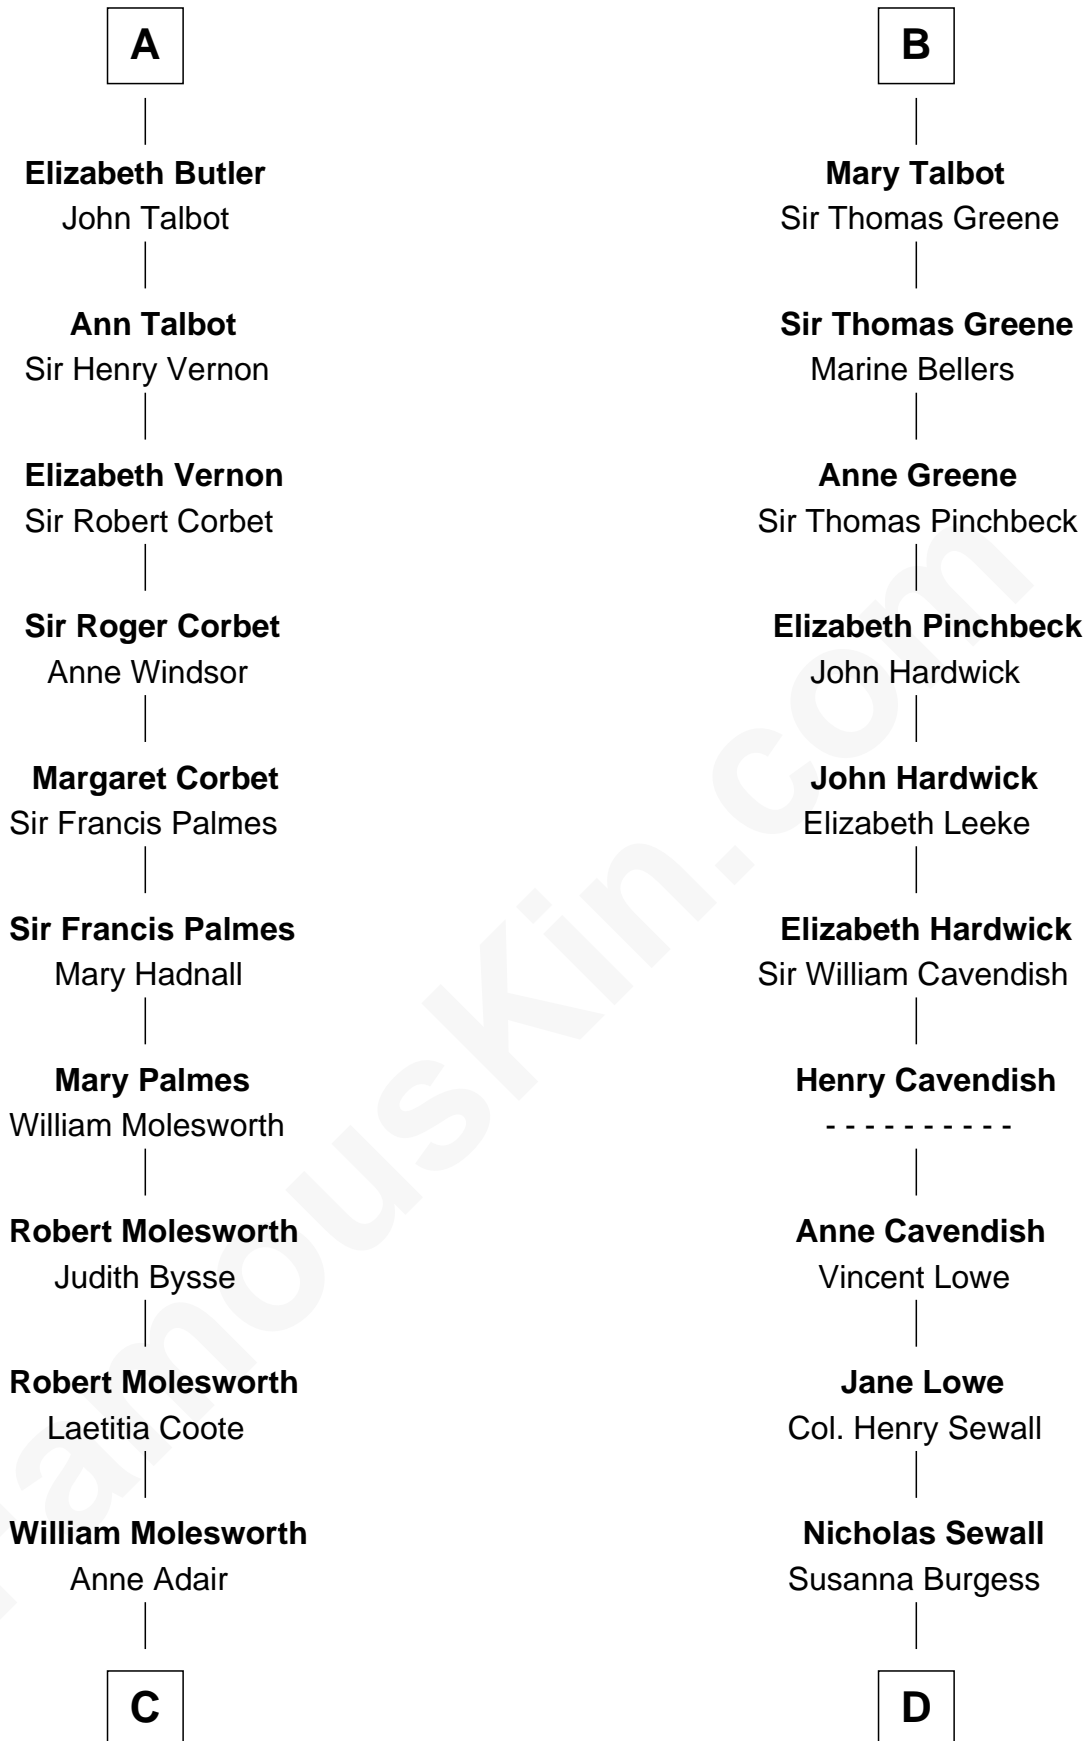 A
Elizabeth Butler
John Talbot
Ann Talbot
Sir Henry Vernon
Elizabeth Vernon
Sir Robert Corbet
Sir Roger Corbet
Anne Windsor
Margaret Corbet
Sir Francis Palmes
Sir Francis Palmes
Mary Hadnall
Mary Palmes
William Molesworth
Robert Molesworth
Judith Bysse
Robert Molesworth
Laetitia Coote
William Molesworth
Anne Adair
C
B
Mary Talbot
Sir Thomas Greene
Sir Thomas Greene
Marine Bellers
Anne Greene
Sir Thomas Pinchbeck
Elizabeth Pinchbeck
John Hardwick
John Hardwick
Elizabeth Leeke
Elizabeth Hardwick
Sir William Cavendish
Henry Cavendish
- - - - - - - - - -
Anne Cavendish
Vincent Lowe
Jane Lowe
Col. Henry Sewall
Nicholas Sewall
Susanna Burgess
D
FamousKin.com